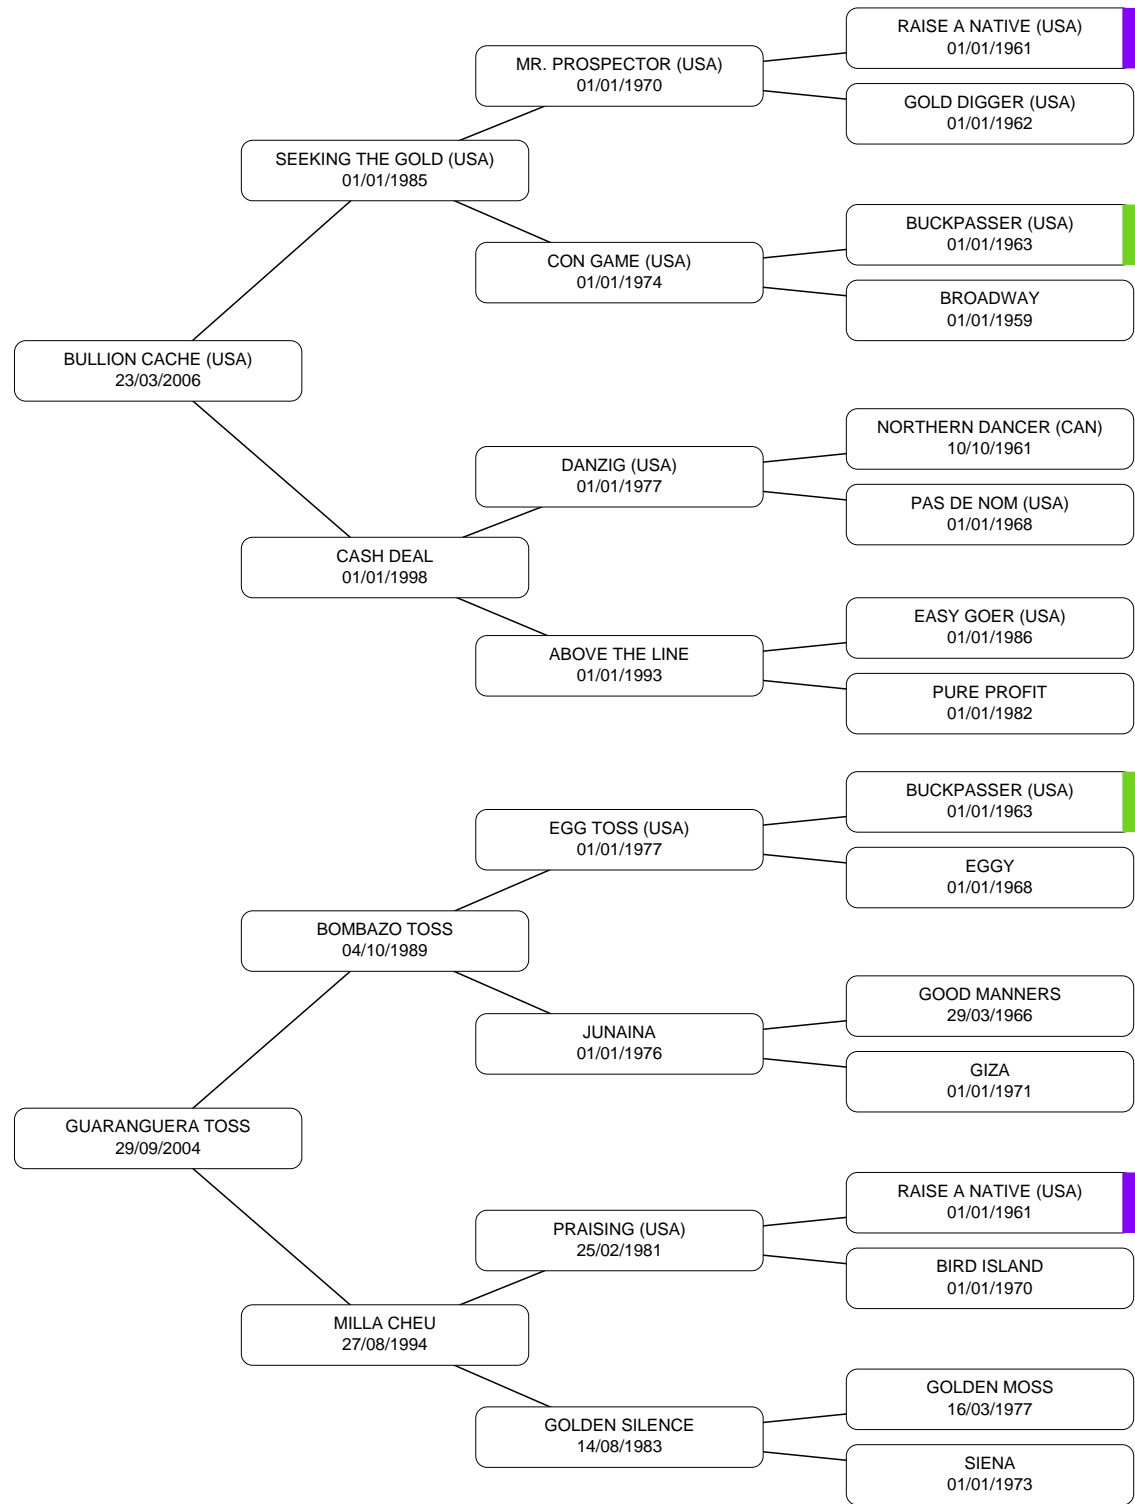 RAISE A NATIVE (USA)
01/01/1961
MR. PROSPECTOR (USA)
01/01/1970
GOLD DIGGER (USA)
01/01/1962
SEEKING THE GOLD (USA)
01/01/1985
BUCKPASSER (USA)
01/01/1963
CON GAME (USA)
01/01/1974
BROADWAY
01/01/1959
BULLION CACHE (USA)
23/03/2006
NORTHERN DANCER (CAN)
10/10/1961
DANZIG (USA)
01/01/1977
PAS DE NOM (USA)
01/01/1968
CASH DEAL
01/01/1998
EASY GOER (USA)
01/01/1986
ABOVE THE LINE
01/01/1993
PURE PROFIT
01/01/1982
BUCKPASSER (USA)
01/01/1963
EGG TOSS (USA)
01/01/1977
EGGY
01/01/1968
BOMBAZO TOSS
04/10/1989
GOOD MANNERS
29/03/1966
JUNAINA
01/01/1976
GIZA
01/01/1971
GUARANGUERA TOSS
29/09/2004
RAISE A NATIVE (USA)
01/01/1961
PRAISING (USA)
25/02/1981
BIRD ISLAND
01/01/1970
MILLA CHEU
27/08/1994
GOLDEN MOSS
16/03/1977
GOLDEN SILENCE
14/08/1983
SIENA
01/01/1973